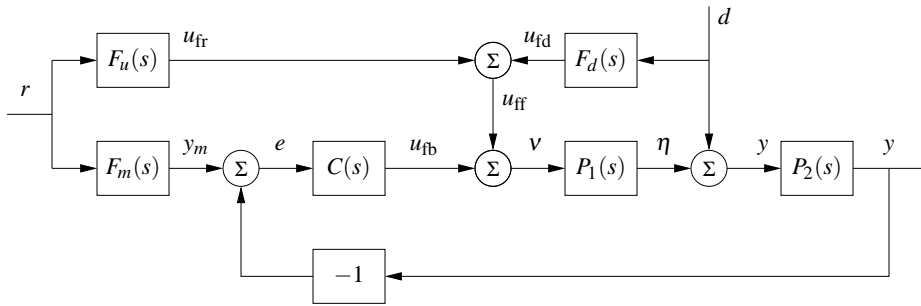 d
u_fr
u_fd
F_u(s)
Σ
F_d(s)
r
u_ff
y_m
e
u_fb
ν
η
y
y
F_m(s)
Σ
C(s)
Σ
P_1(s)
Σ
P_2(s)
−1